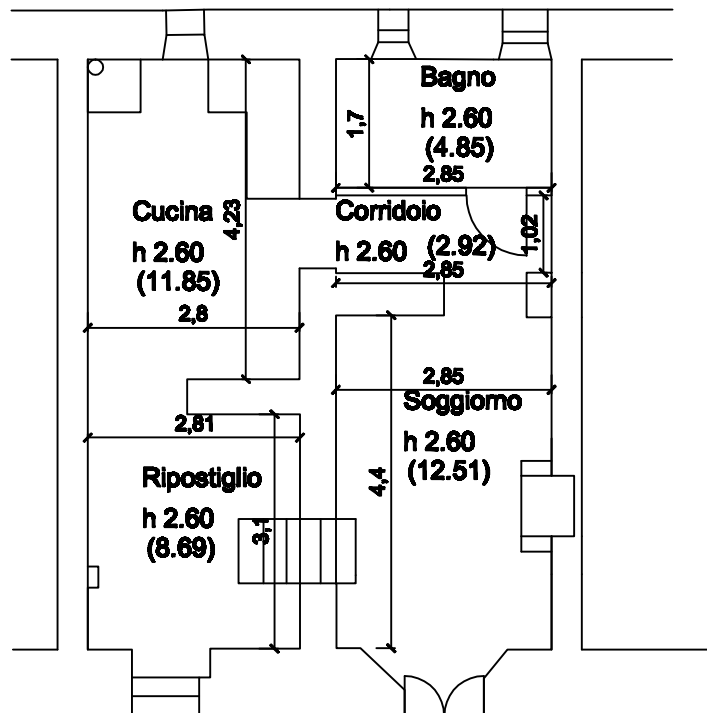 Bagno
h 2.60
(4.85)
1,7
2,85
Cucina
h 2.60
(11.85)
4,23
Corridoio
h 2.60 (2.92)
1,02
2,85
2,8
2,85
Soggiorno
h 2.60
(12.51)
4,4
2,81
Ripostiglio
h 2.60
(8.69)
3,1